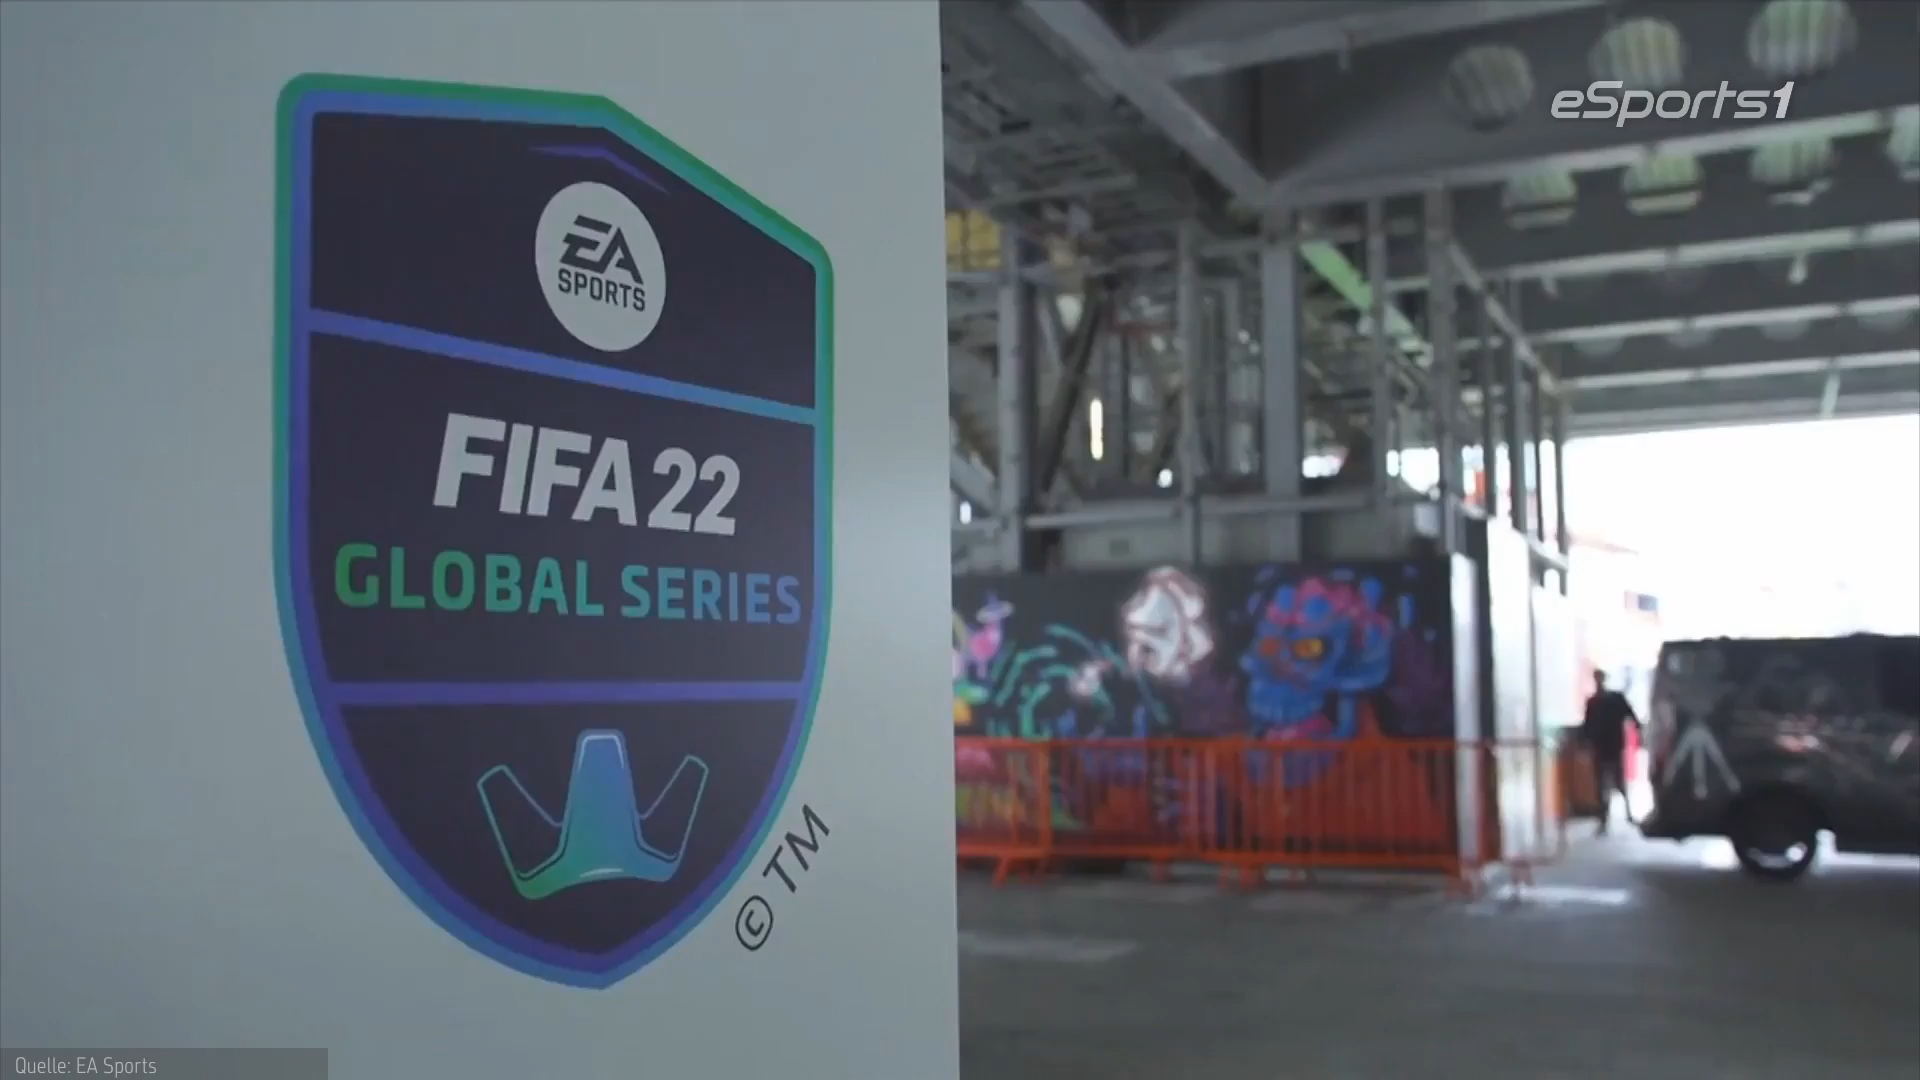 eSports1
EA
SPORTS
FIFA 22
GLOBAL SERIES
© TM
Quelle: EA Sports